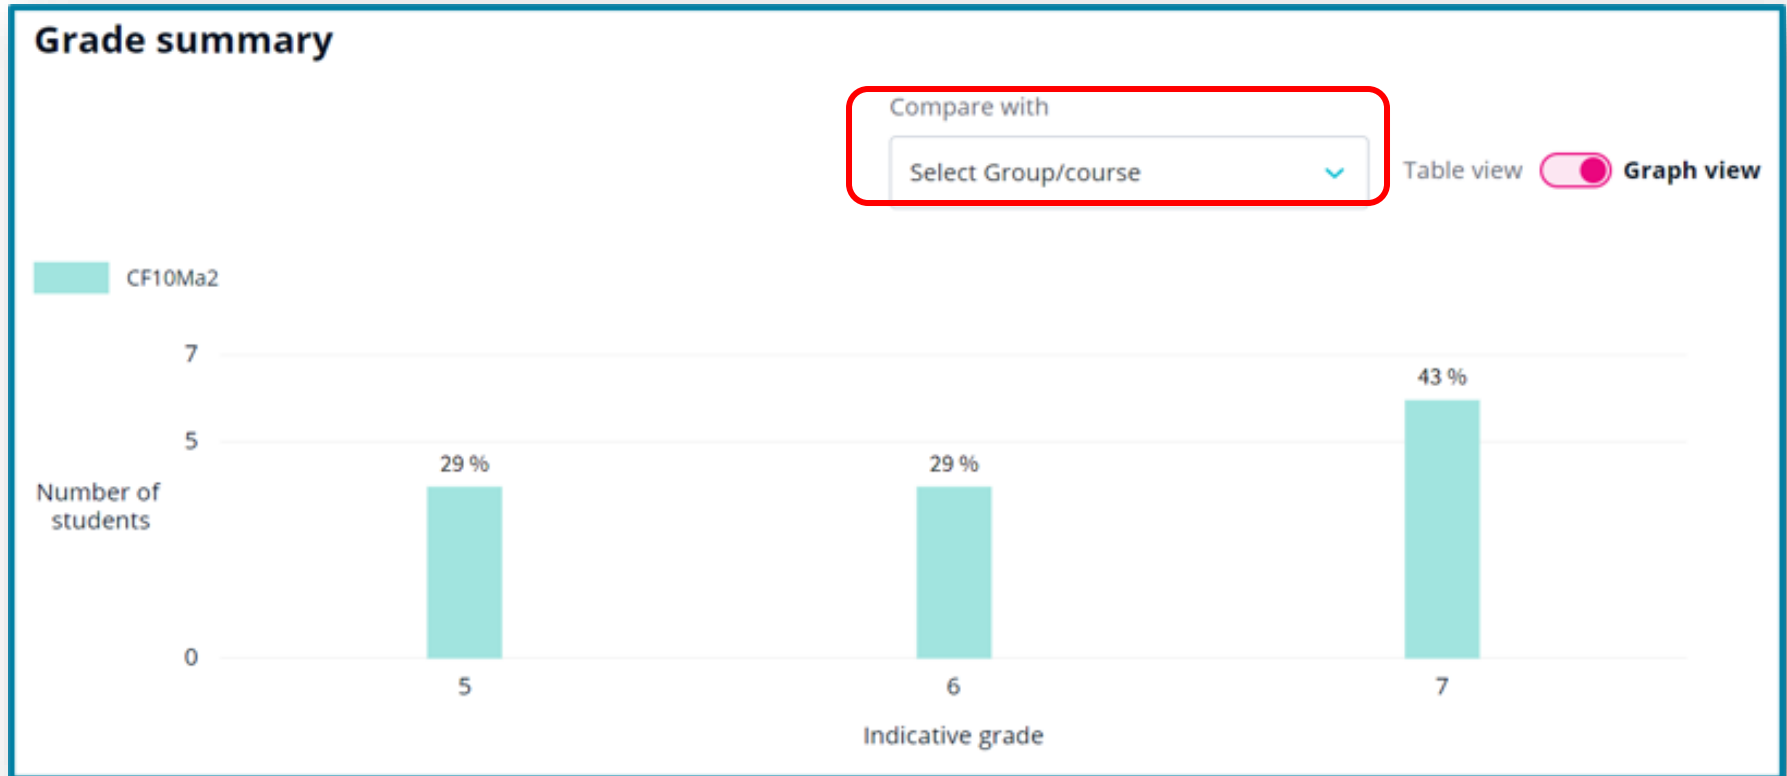 Grade summary
Compare with
Select Group/course
Table view Graph view
CF10Ma2
7
43 %
5
29 %
29 %
Number of
students
0
5
6
7
Indicative grade